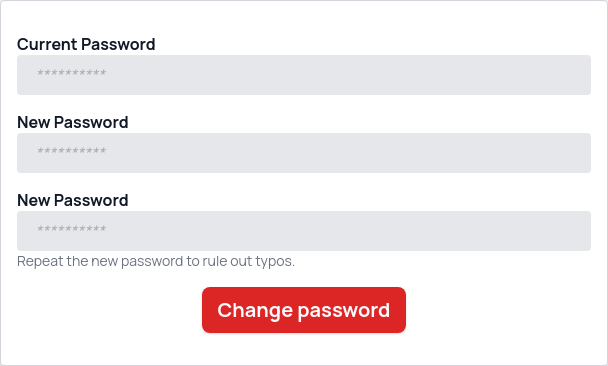 Current Password
**********
New Password
**********
New Password
**********
Repeat the new password to rule out typos.
Change password